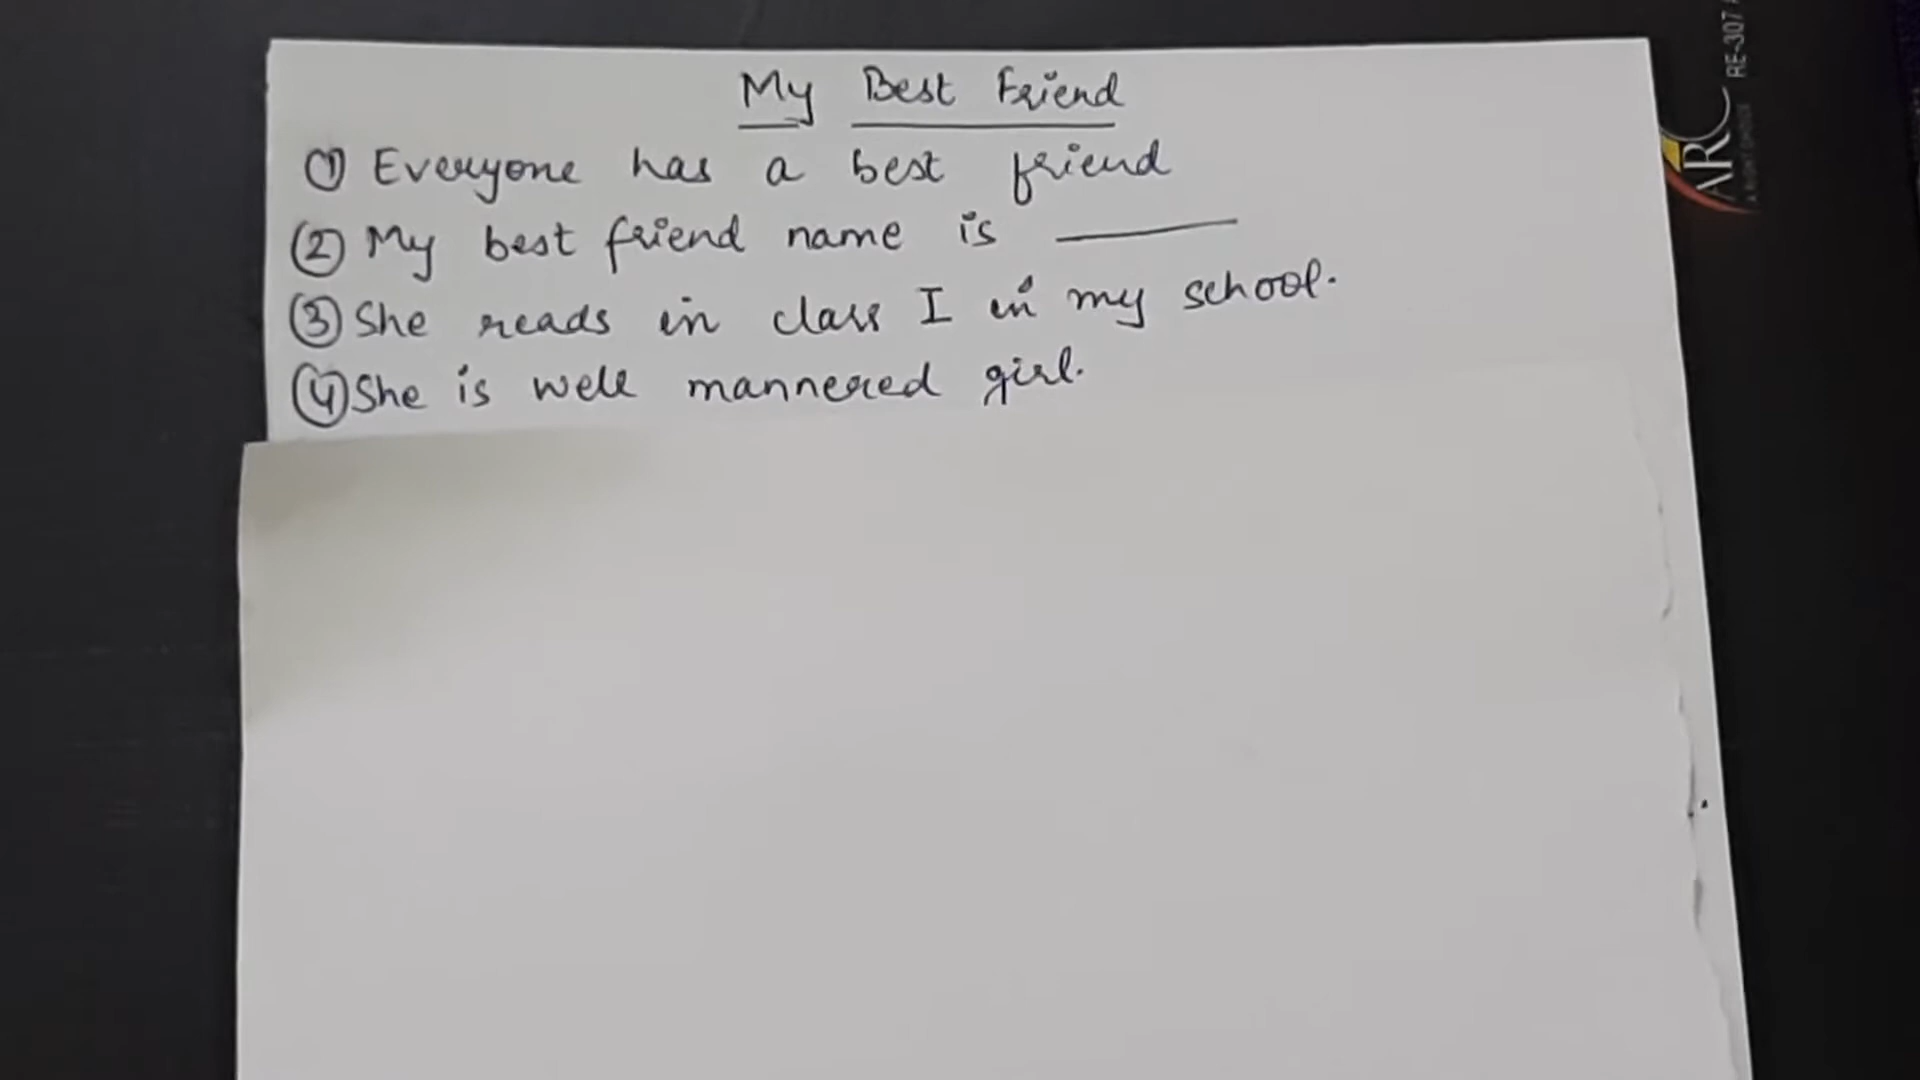 My Best Friend
① Everyone has a best friend
② My best friend name is ______
③ She reads in class I in my school.
④ She is well mannered girl.
ARC
RE-307